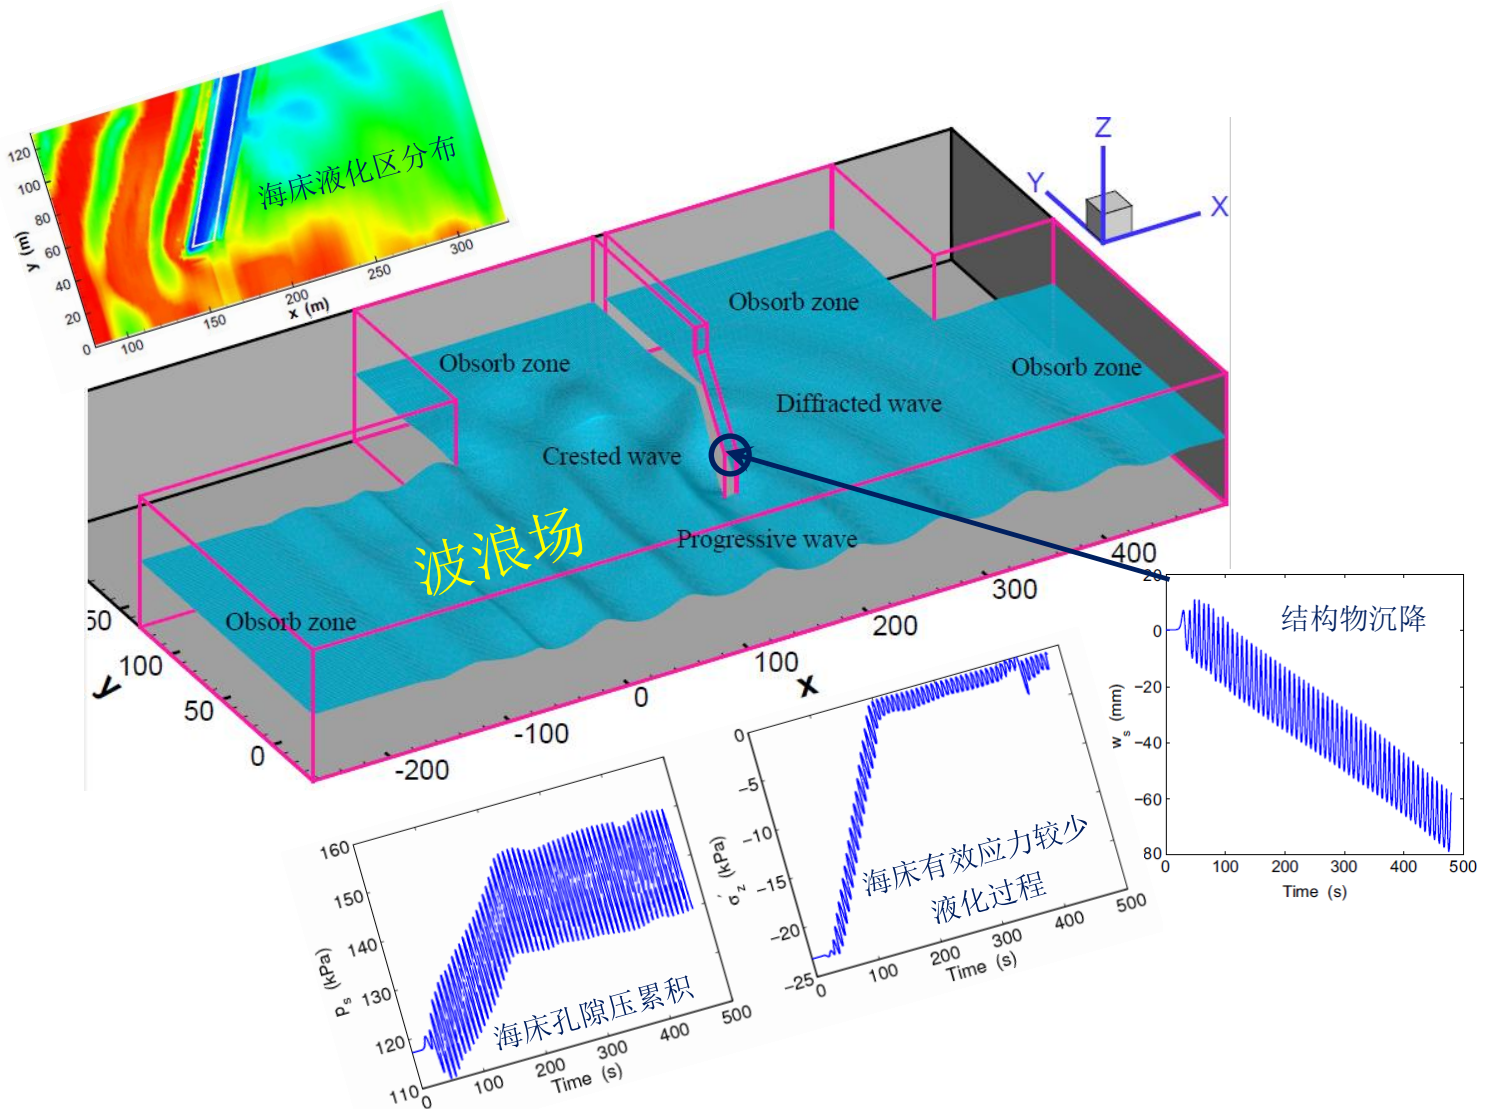 海床液化区分布
120
100
80
60
40
20
0
y (m)
100
150
200
250
300
x (m)
Z
Y
X
Obsorb zone
Obsorb zone
Obsorb zone
Diffracted wave
Crested wave
波浪场
Progressive wave
Obsorb zone
50
100
50
0
y
-200
-100
0
100
200
300
400
x
结构物沉降
20
0
−20
−40
−60
80
w_s (mm)
0
100
200
300
400
500
Time (s)
海床有效应力较少
液化过程
0
−5
−10
−15
−20
−25
σ'_z (kPa)
0
100
200
300
400
500
Time (s)
海床孔隙压累积
160
150
140
130
120
110
P_s (kPa)
0
100
200
300
400
500
Time (s)